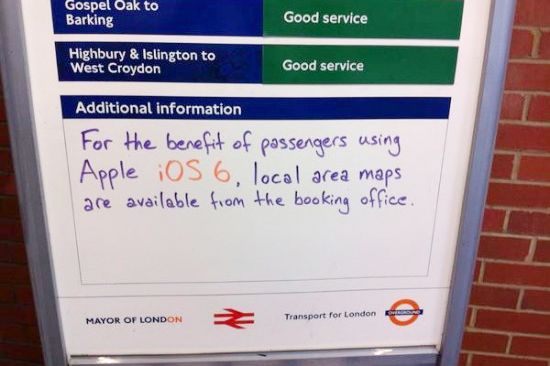 Gospel Oak to
Barking
Good service
Highbury & Islington to
West Croydon
Good service
Additional information
For the benefit of passengers using
Apple iOS 6, local area maps
are available from the booking office.
MAYOR OF LONDON
Transport for London
OVERGROUND